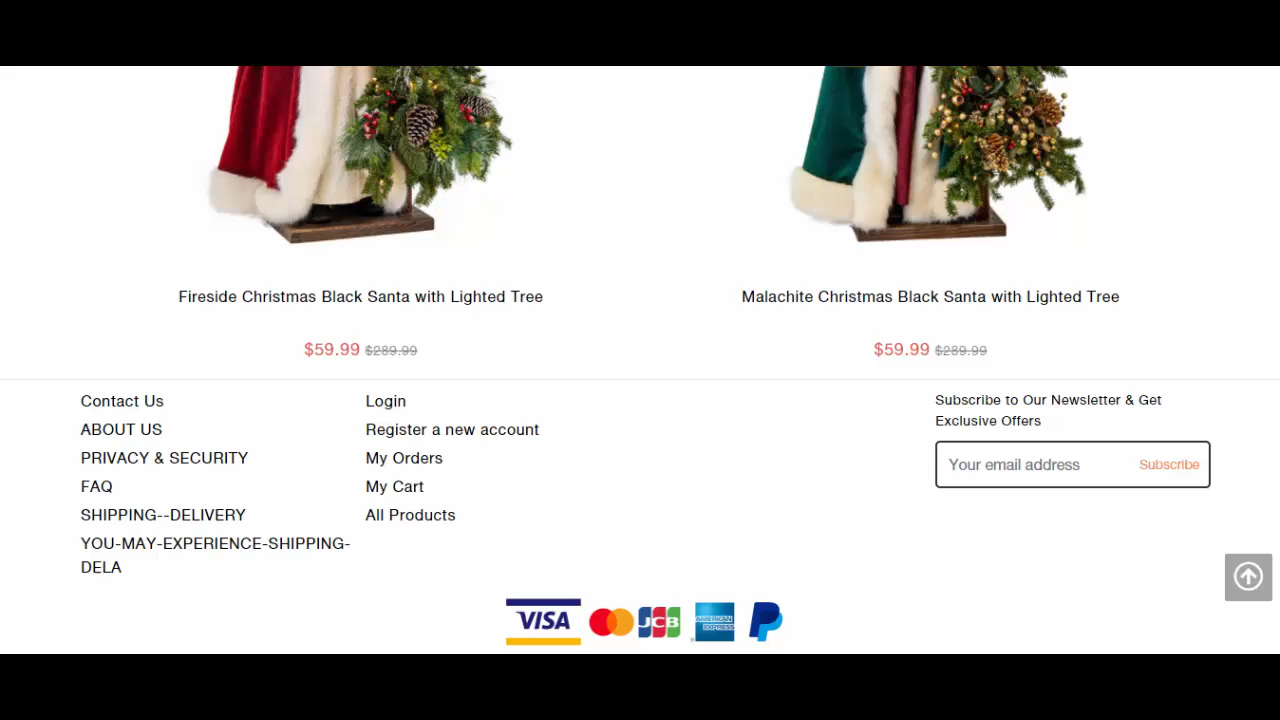 Fireside Christmas Black Santa with Lighted Tree
Malachite Christmas Black Santa with Lighted Tree
$59.99 $289.99
$59.99 $289.99
Contact Us
ABOUT US
PRIVACY & SECURITY
FAQ
SHIPPING--DELIVERY
YOU-MAY-EXPERIENCE-SHIPPING-
DELA
Login
Register a new account
My Orders
My Cart
All Products
Subscribe to Our Newsletter & Get
Exclusive Offers
Your email address
Subscribe
VISA
JCB
AMERICAN
EXPRESS